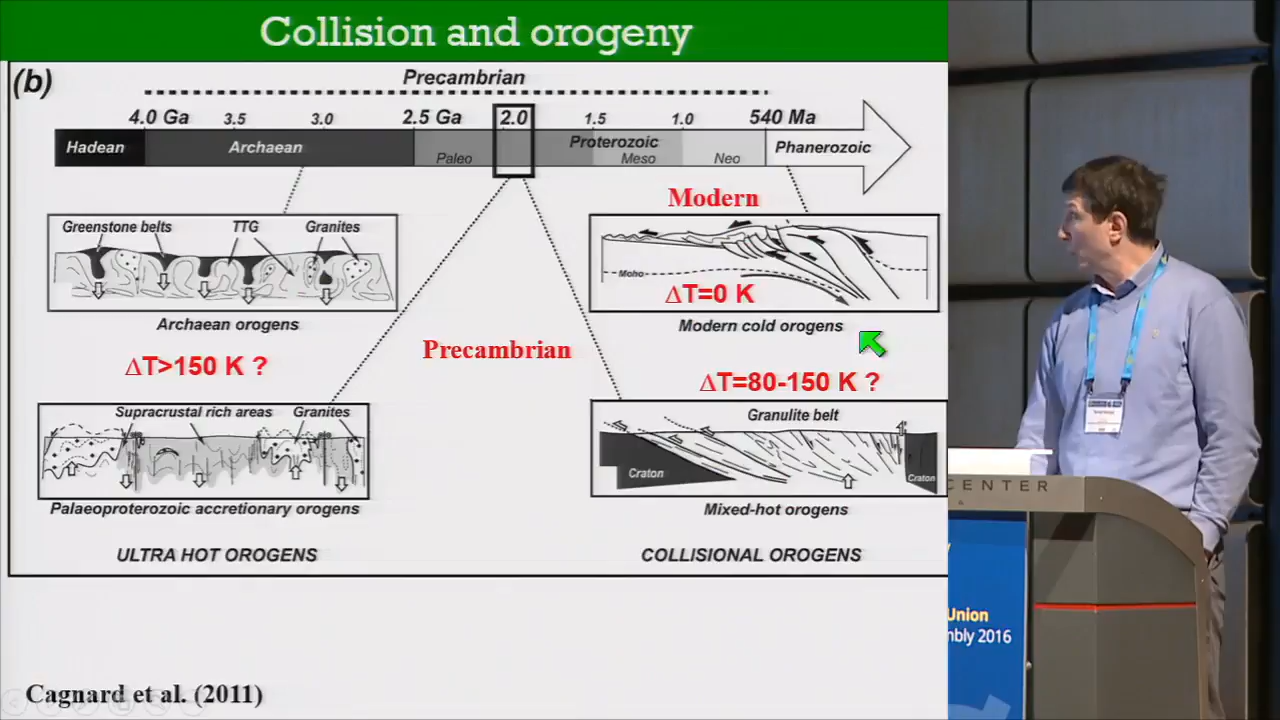 Collision and orogeny
(b)
Precambrian
4.0 Ga 3.5 3.0 2.5 Ga 2.0 1.5 1.0 540 Ma
Hadean Archaean Paleo Proterozoic Meso Neo Phanerozoic
Modern
Greenstone belts TTG Granites
Moho
ΔT=0 K
Archaean orogens
Modern cold orogens
Precambrian
ΔT>150 K ?
ΔT=80-150 K ?
Supracrustal rich areas Granites
Granulite belt
Craton
Craton
Palaeoproterozoic accretionary orogens
Mixed-hot orogens
ULTRA HOT OROGENS
COLLISIONAL OROGENS
Cagnard et al. (2011)
CENTER
Union
mbly 2016